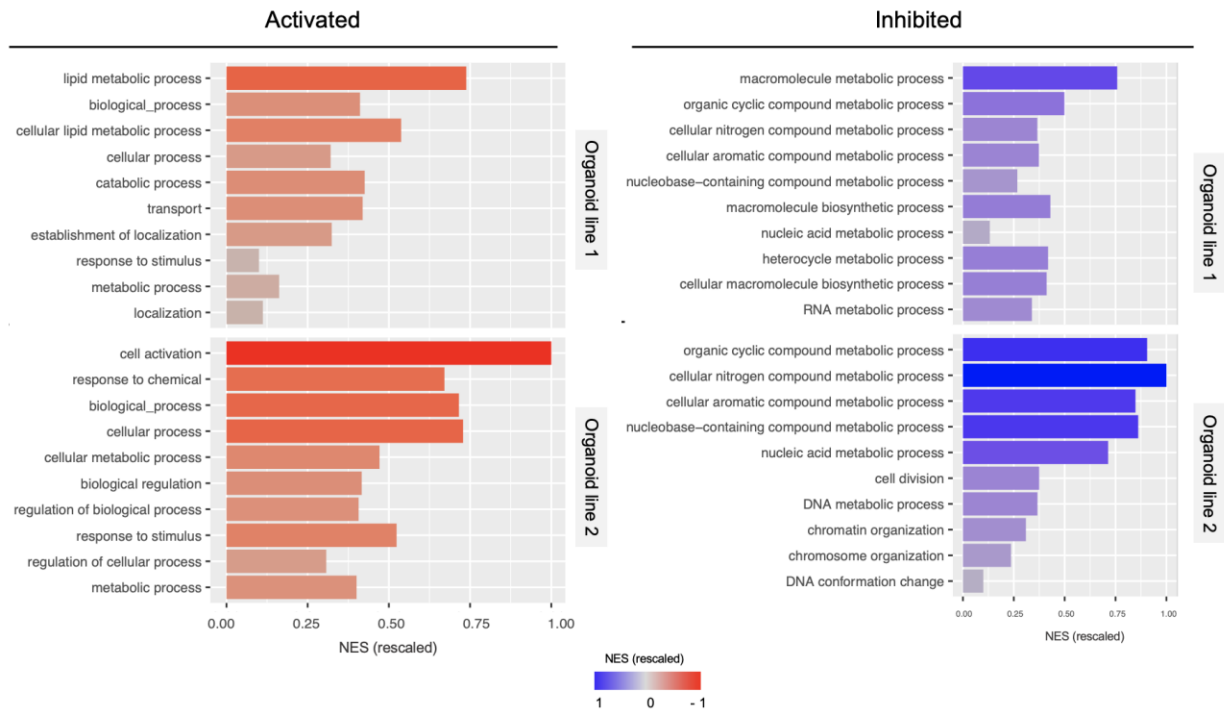 Activated
lipid metabolic process
biological_process
cellular lipid metabolic process
cellular process
catabolic process
transport
establishment of localization
response to stimulus
metabolic process
localization
Organoid line 1
cell activation
response to chemical
biological_process
cellular process
cellular metabolic process
biological regulation
regulation of biological process
response to stimulus
regulation of cellular process
metabolic process
Organoid line 2
0.00 0.25 0.50 0.75 1.00
NES (rescaled)
Inhibited
macromolecule metabolic process
organic cyclic compound metabolic process
cellular nitrogen compound metabolic process
cellular aromatic compound metabolic process
nucleobase-containing compound metabolic process
macromolecule biosynthetic process
nucleic acid metabolic process
heterocycle metabolic process
cellular macromolecule biosynthetic process
RNA metabolic process
Organoid line 1
organic cyclic compound metabolic process
cellular nitrogen compound metabolic process
cellular aromatic compound metabolic process
nucleobase-containing compound metabolic process
nucleic acid metabolic process
cell division
DNA metabolic process
chromatin organization
chromosome organization
DNA conformation change
Organoid line 2
0.00 0.25 0.50 0.75 1.00
NES (rescaled)
NES (rescaled)
1 0 - 1